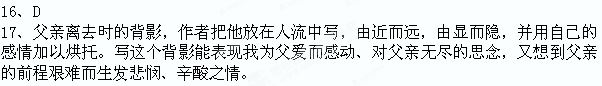 16、D
17、父亲离去时的背影，作者把他放在人流中写，由近而远，由显而隐，并用自己的
感情加以烘托。写这个背影能表现我为父爱而感动、对父亲无尽的思念，又想到父亲
的前程艰难而生发悲悯、辛酸之情。